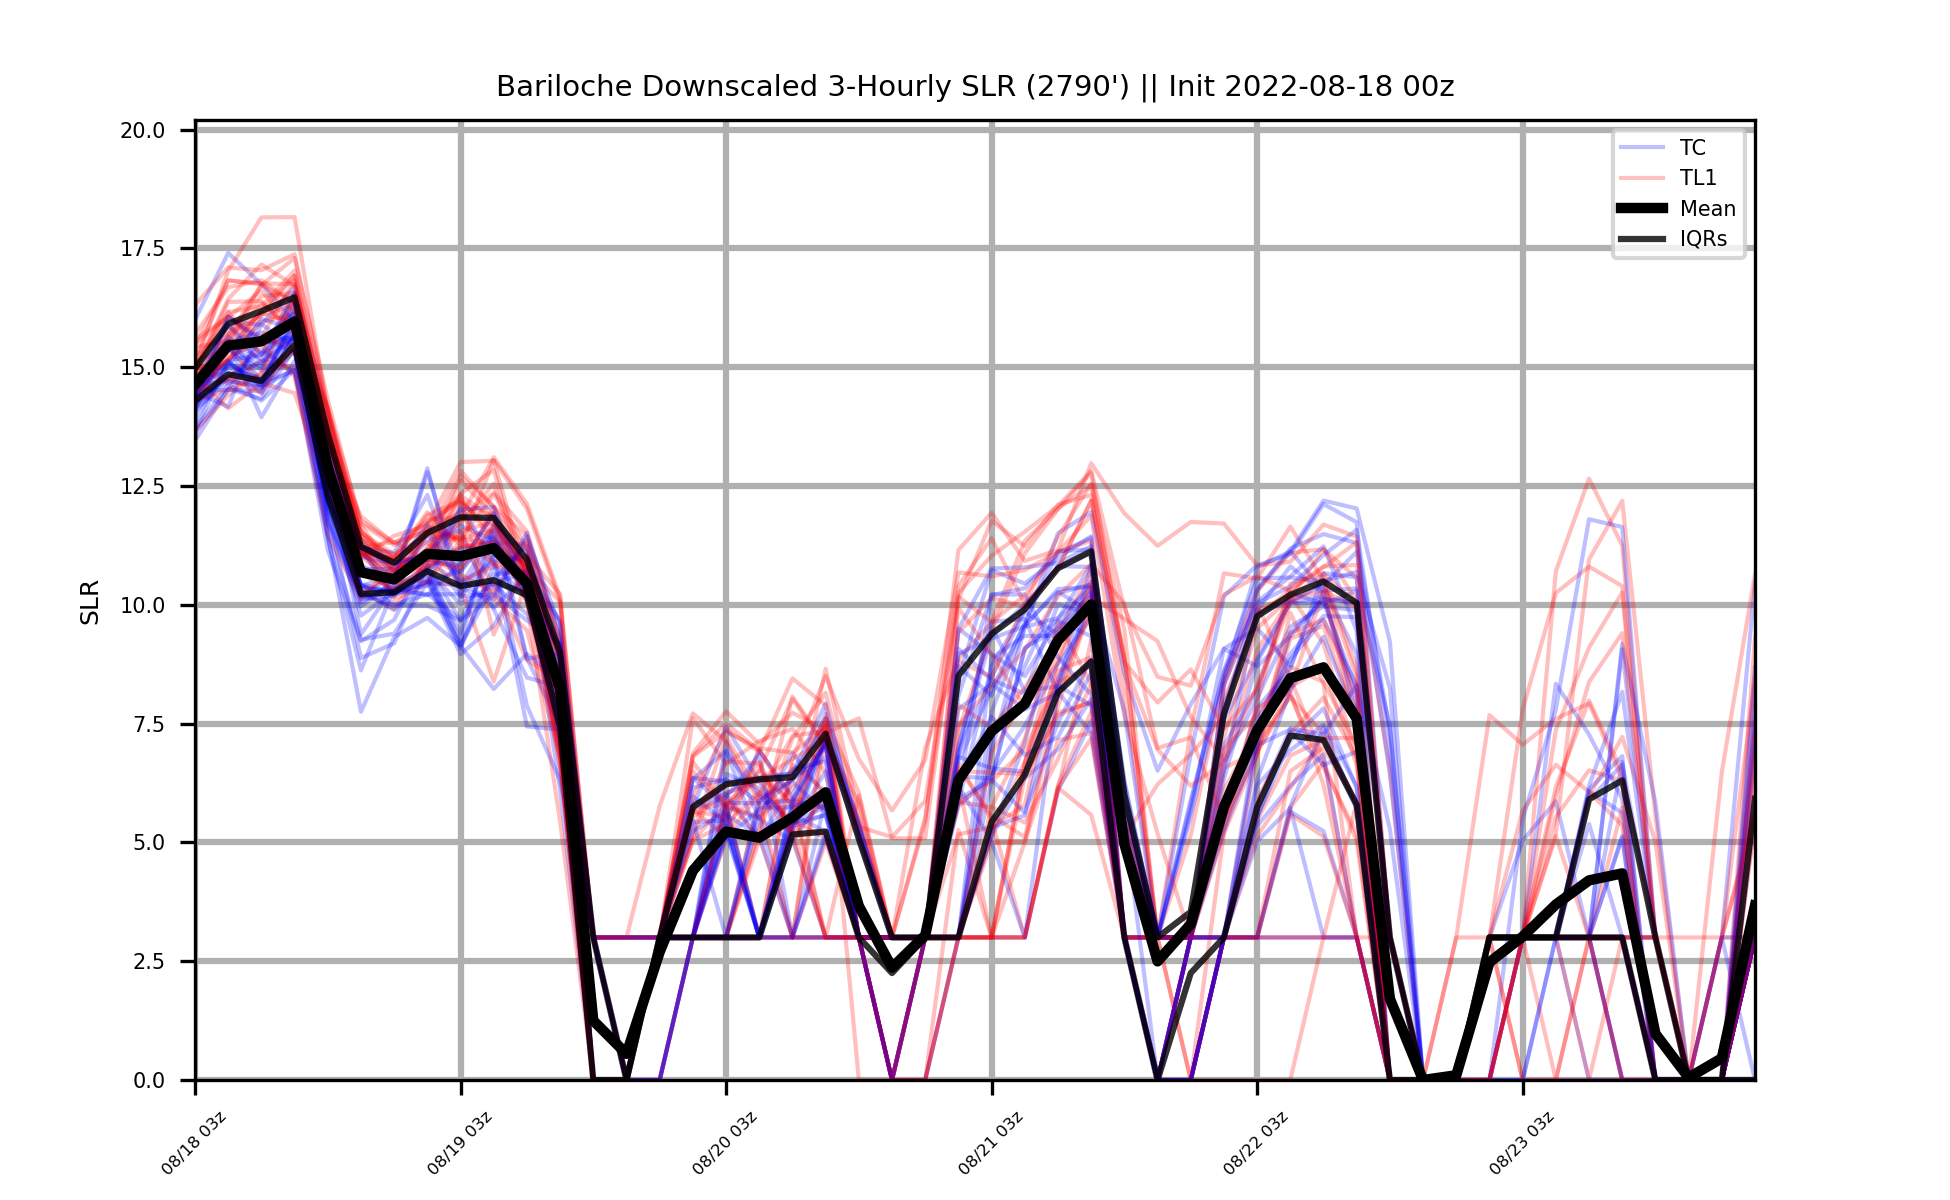 Bariloche Downscaled 3-Hourly SLR (2790') || Init 2022-08-18 00z
20.0
17.5
15.0
12.5
10.0
7.5
5.0
2.5
0.0
SLR
TC
TL1
Mean
IQRs
08/18 03z
08/19 03z
08/20 03z
08/21 03z
08/22 03z
08/23 03z